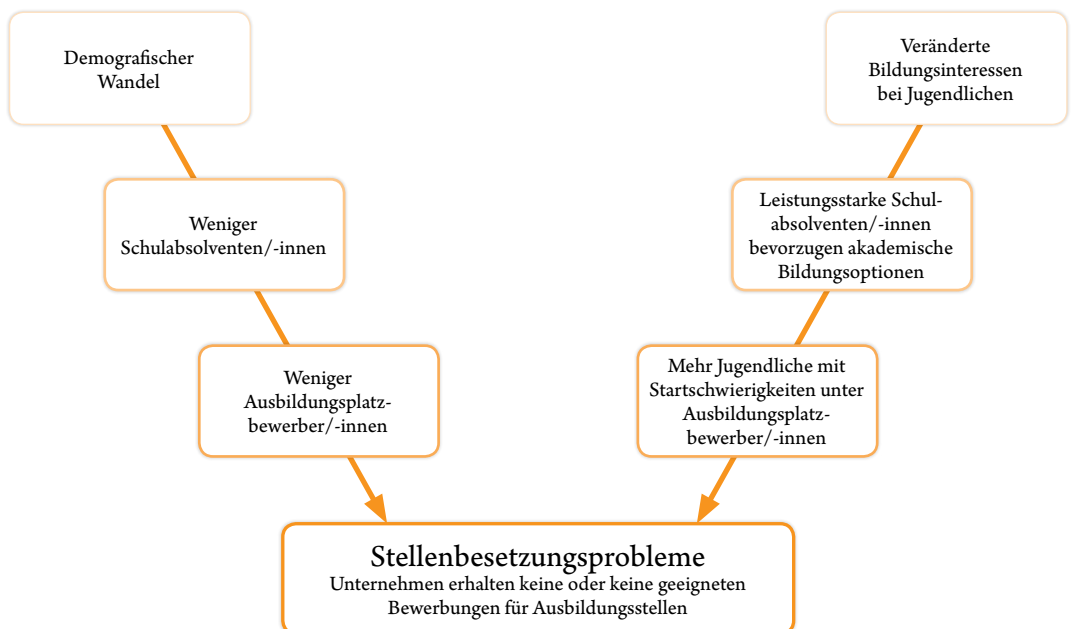 Demografischer
Wandel
Veränderte
Bildungsinteressen
bei Jugendlichen
Weniger
Schulabsolventen/-innen
Leistungsstarke Schul-
absolventen/-innen
bevorzugen akademische
Bildungsoptionen
Weniger
Ausbildungsplatz-
bewerber/-innen
Mehr Jugendliche mit
Startschwierigkeiten unter
Ausbildungsplatz-
bewerber/-innen
Stellenbesetzungsprobleme
Unternehmen erhalten keine oder keine geeigneten
Bewerbungen für Ausbildungsstellen